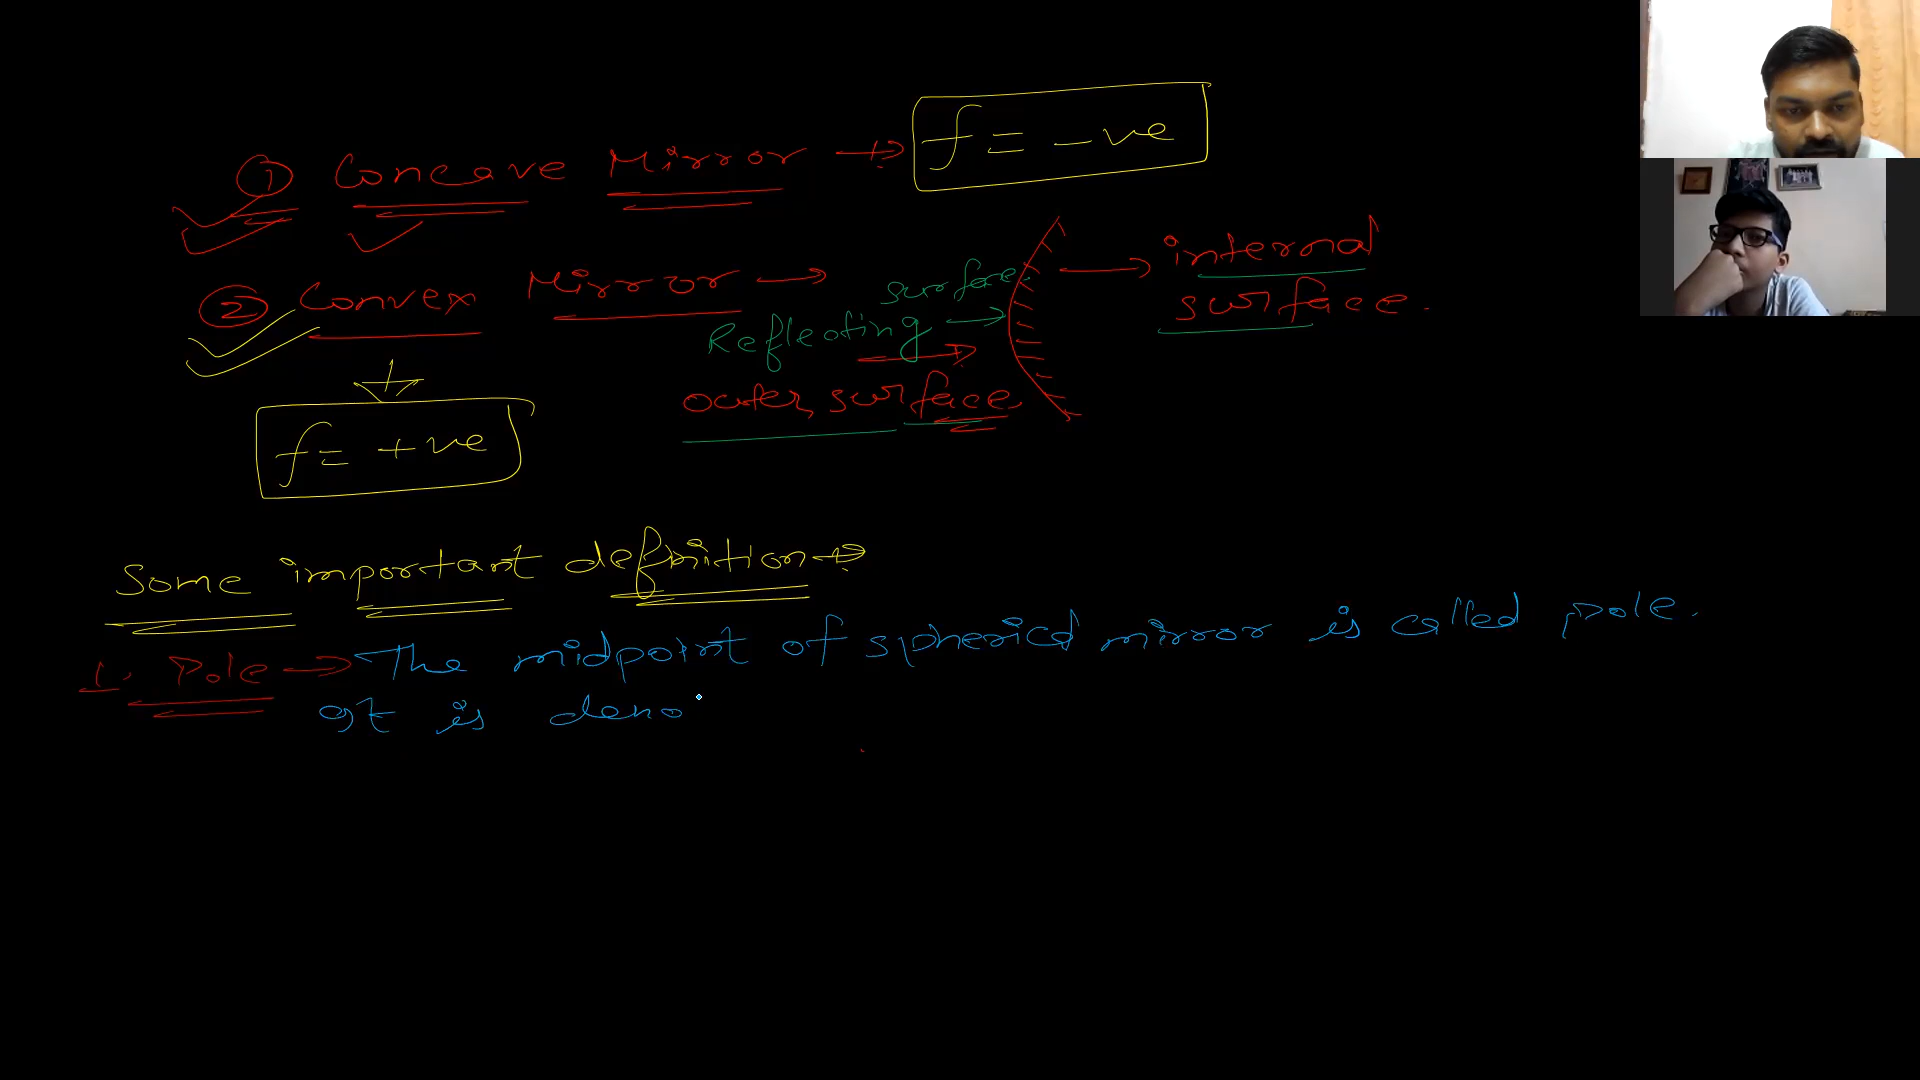 ① Concave Mirror → f = -ve
② Convex Mirror →
surface
Reflecting →
→ internal
surface.
outer surface
f = +ve
Some important definition →
1. Pole → The midpoint of spherical mirror is called pole.
It is deno